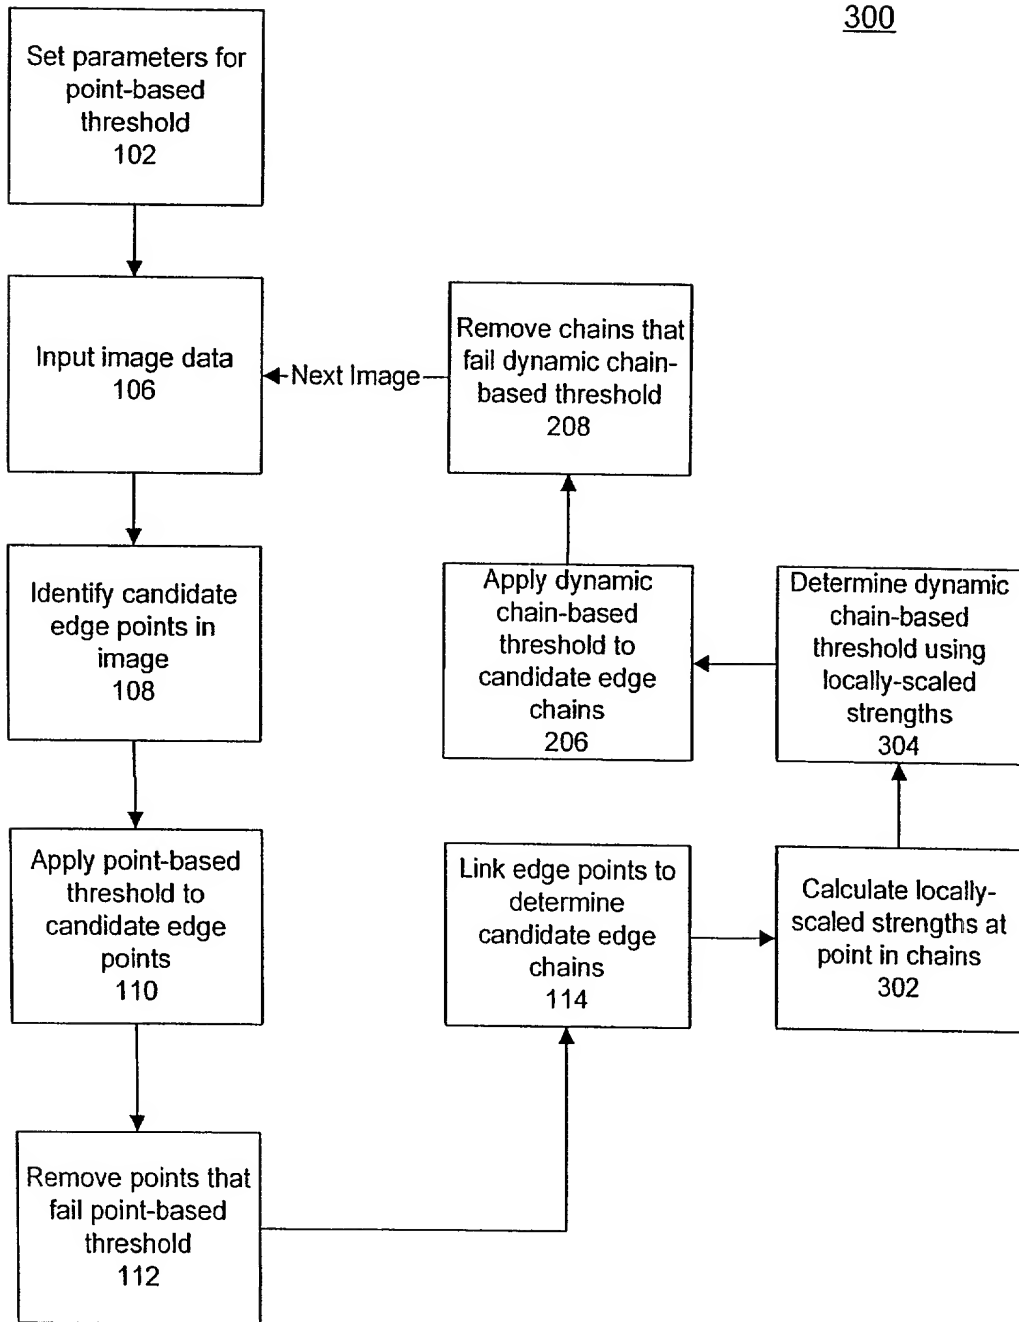 300
Set parameters for
point-based
threshold
102
Input image data
106
Next Image
Remove chains that
fail dynamic chain-
based threshold
208
Identify candidate
edge points in
image
108
Apply dynamic
chain-based
threshold to
candidate edge
chains
206
Determine dynamic
chain-based
threshold using
locally-scaled
strengths
304
Apply point-based
threshold to
candidate edge
points
110
Link edge points to
determine
candidate edge
chains
114
Calculate locally-
scaled strengths at
point in chains
302
Remove points that
fail point-based
threshold
112